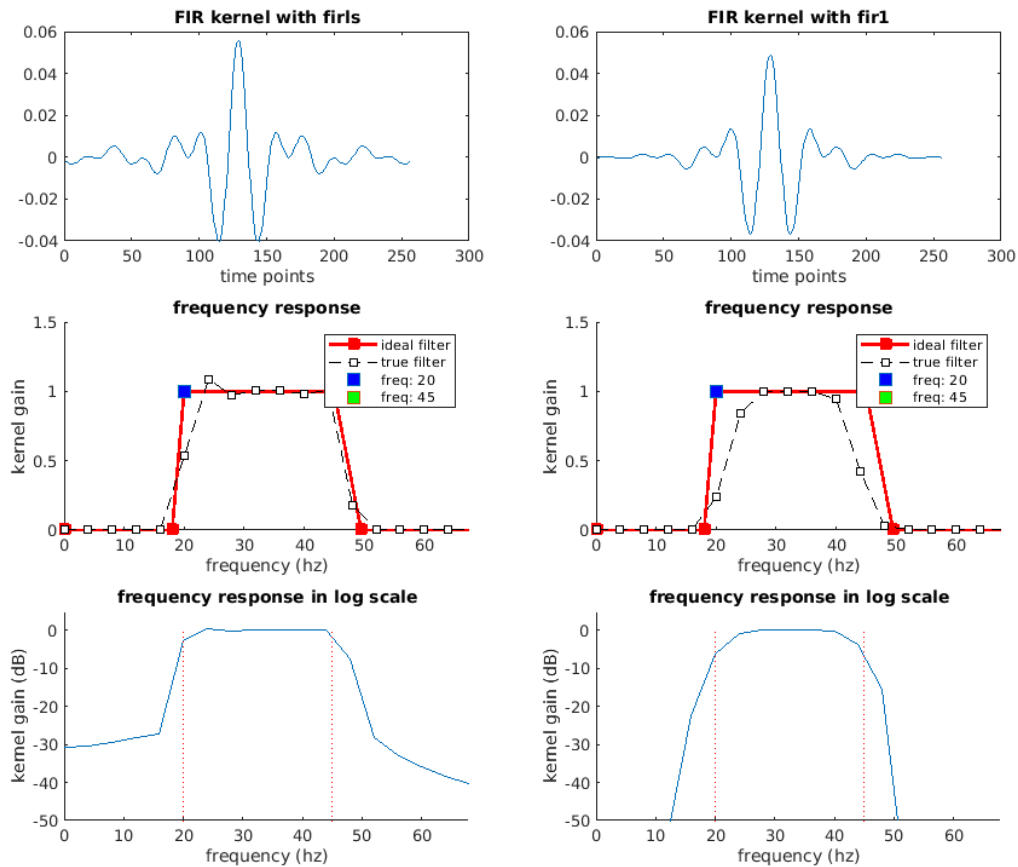 FIR kernel with firls
0.06
0.04
0.02
0
-0.02
-0.04
0 50 100 150 200 250 300
time points
FIR kernel with fir1
0.06
0.04
0.02
0
-0.02
-0.04
0 50 100 150 200 250 300
time points
frequency response
1.5
1
0.5
0
kernel gain
ideal filter
true filter
freq: 20
freq: 45
0 10 20 30 40 50 60
frequency (hz)
frequency response
1.5
1
0.5
0
kernel gain
ideal filter
true filter
freq: 20
freq: 45
0 10 20 30 40 50 60
frequency (hz)
frequency response in log scale
0
-10
-20
-30
-40
-50
kernel gain (dB)
0 10 20 30 40 50 60
frequency (hz)
frequency response in log scale
0
-10
-20
-30
-40
-50
kernel gain (dB)
0 10 20 30 40 50 60
frequency (hz)